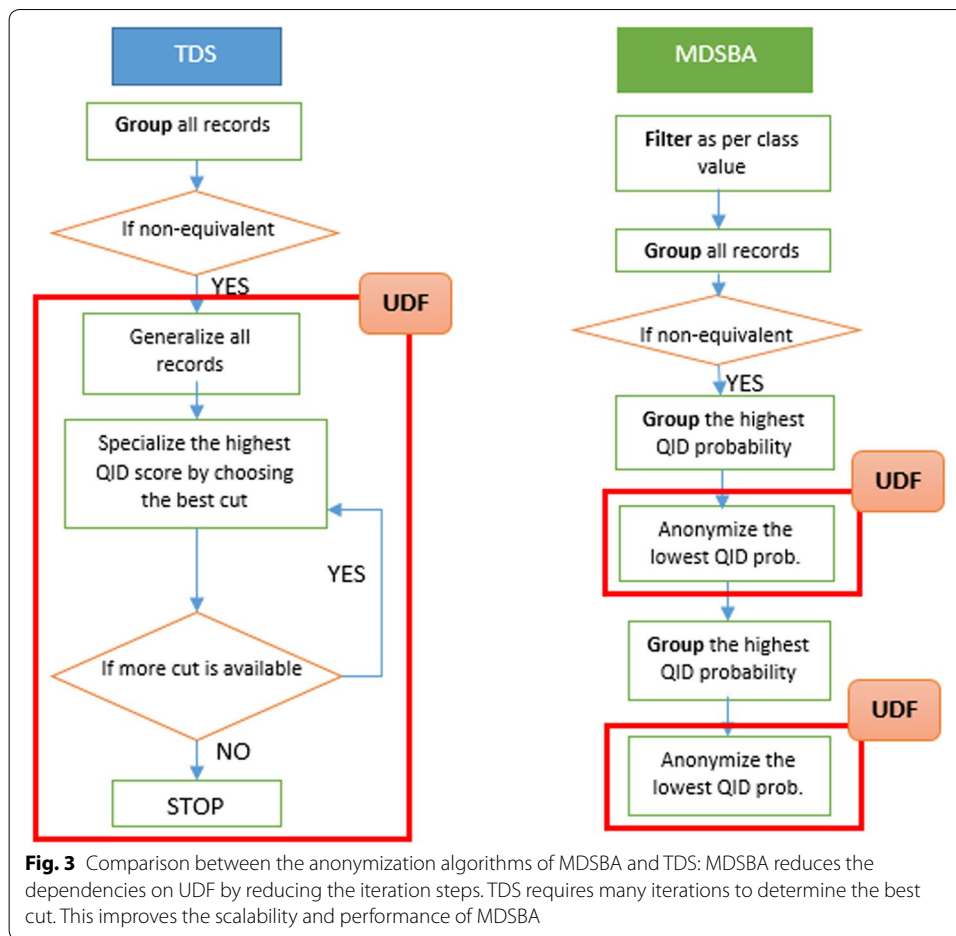 TDS
Group all records
If non-equivalent
YES
UDF
Generalize all
records
Specialize the highest
QID score by choosing
the best cut
YES
If more cut is available
NO
STOP
MDSBA
Filter as per class
value
Group all records
If non-equivalent
YES
Group the highest
QID probability
UDF
Anonymize the
lowest QID prob.
Group the highest
QID probability
UDF
Anonymize the
lowest QID prob.
Fig. 3 Comparison between the anonymization algorithms of MDSBA and TDS: MDSBA reduces the
dependencies on UDF by reducing the iteration steps. TDS requires many iterations to determine the best
cut. This improves the scalability and performance of MDSBA